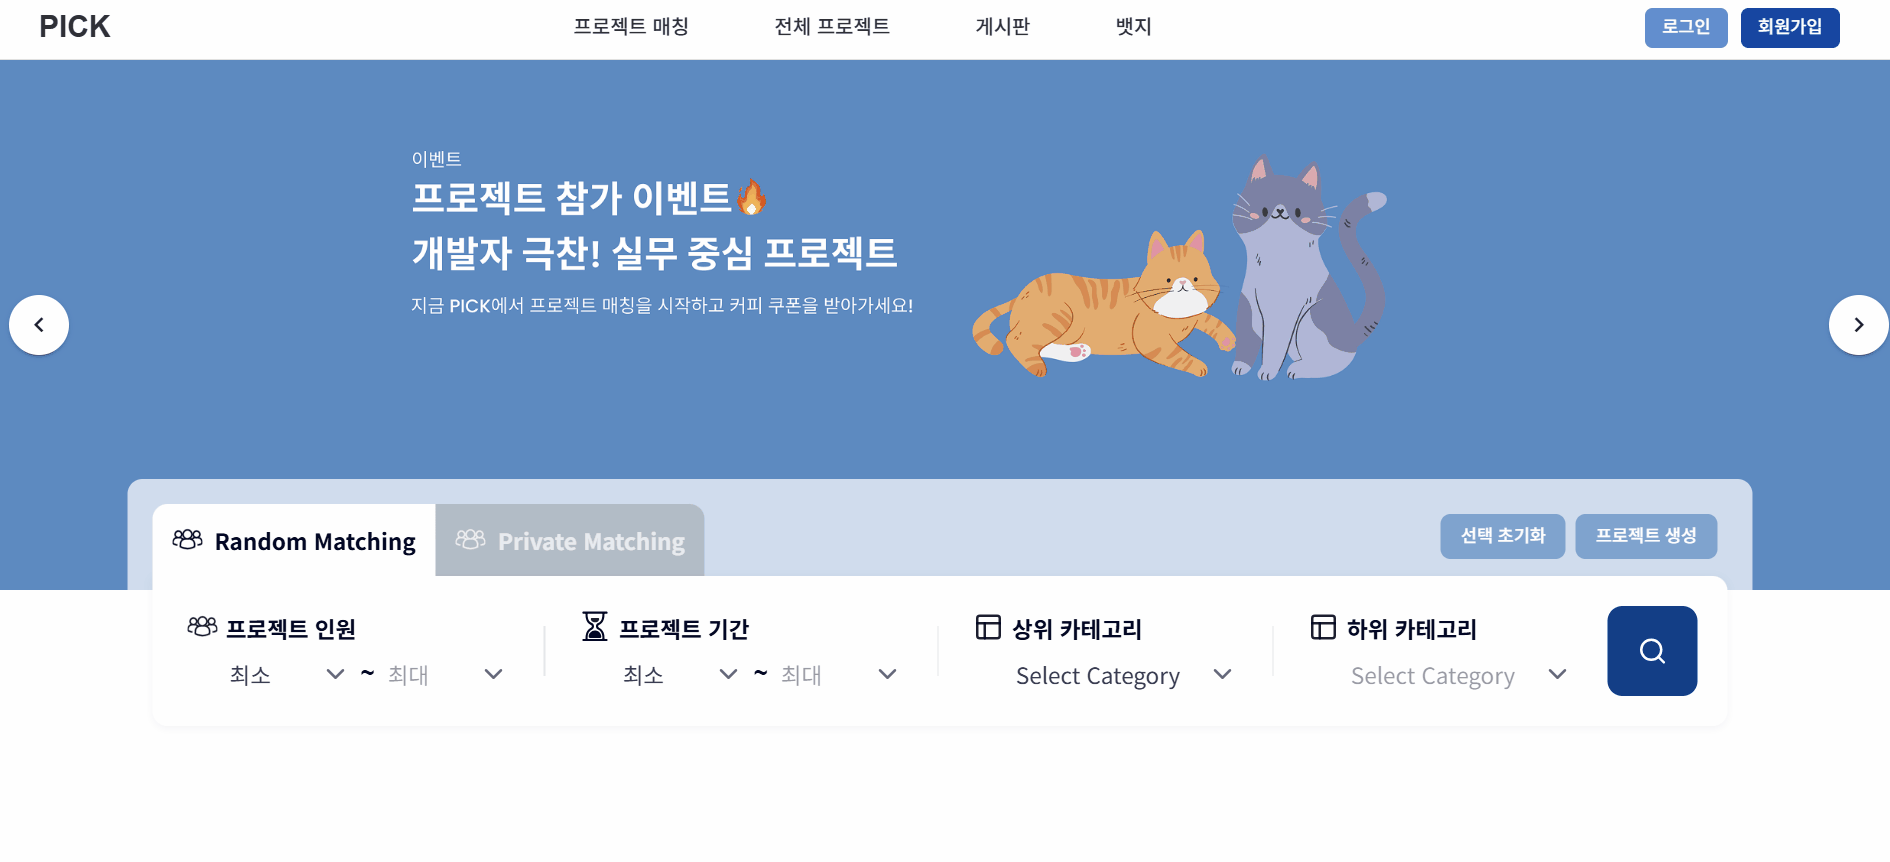 PICK 프로젝트 매칭 전체 프로젝트 게시판 뱃지 로그인 회원가입
이벤트
프로젝트 참가 이벤트🔥
개발자 극찬! 실무 중심 프로젝트
지금 PICK에서 프로젝트 매칭을 시작하고 커피 쿠폰을 받아가세요!
Random Matching Private Matching 선택 초기화 프로젝트 생성
프로젝트 인원 프로젝트 기간 상위 카테고리 하위 카테고리
최소 ~ 최대 최소 ~ 최대 Select Category Select Category